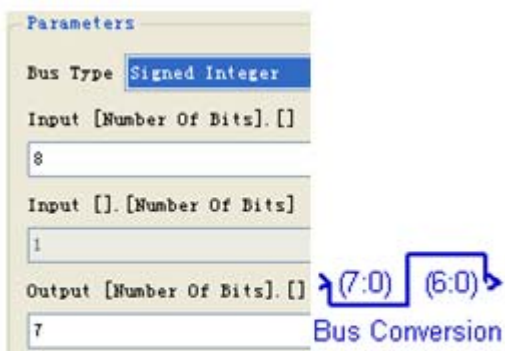 Parameters
Bus Type Signed Integer
Input [Number Of Bits].[]
8
Input [].[Number Of Bits]
1
Output [Number Of Bits].[]
7
(7:0) (6:0)
Bus Conversion